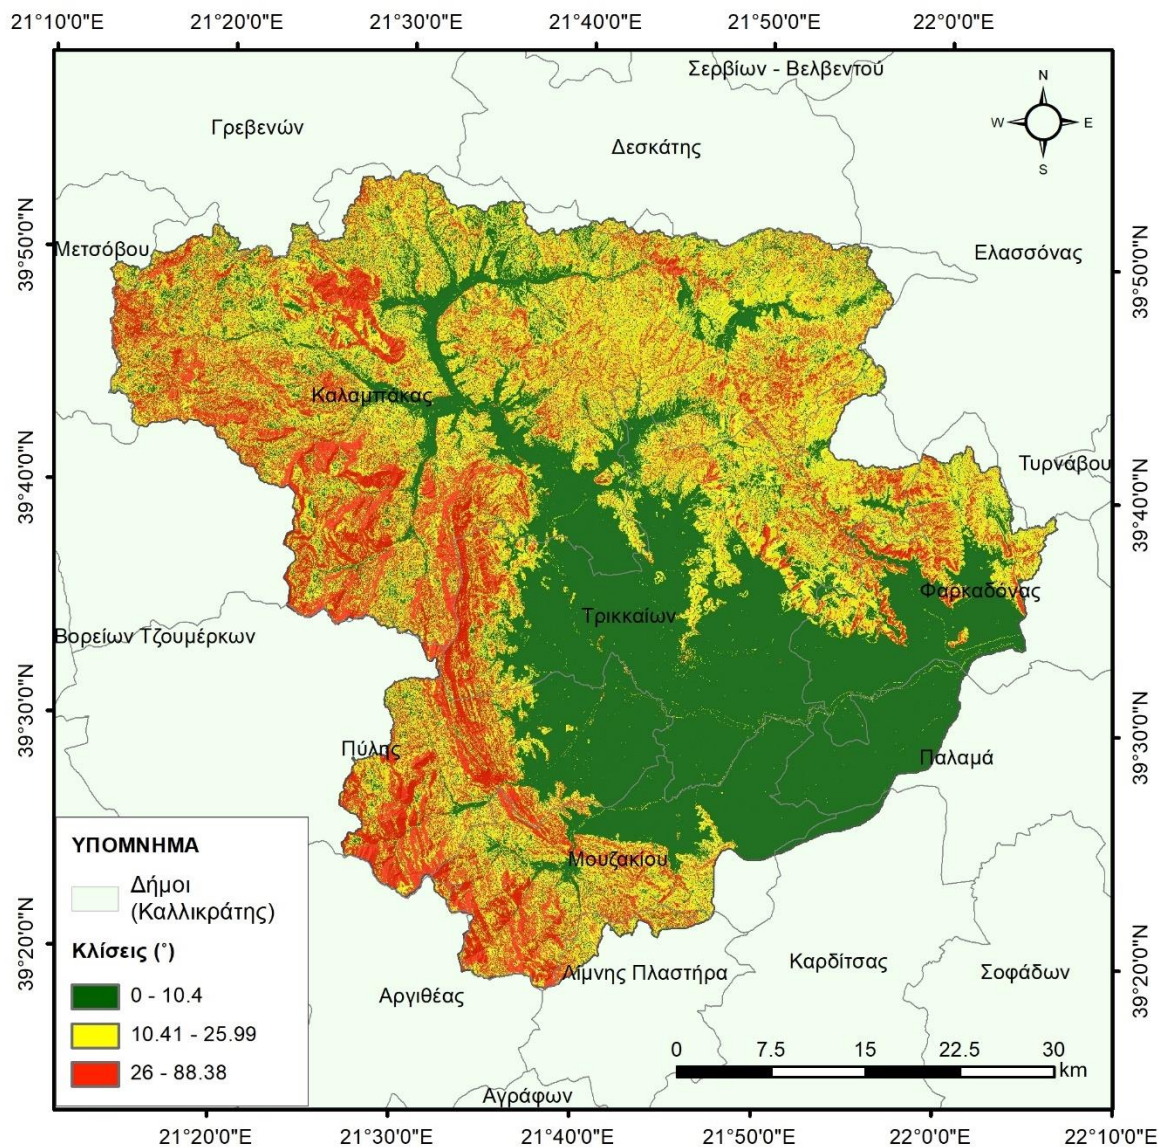 21°10'0"E 21°20'0"E 21°30'0"E 21°40'0"E 21°50'0"E 22°0'0"E
Σερβίων - Βελβεντού
N
W E
S
Γρεβενών
Δεσκάτης
39°50'0"N
Μετσόβου
Ελασσόνας
39°50'0"N
Καλαμπάκας
39°40'0"N
Τυρνάβου
39°40'0"N
Φαρκαδόνας
Τρικκαίων
Βορείων Τζουμέρκων
39°30'0"N
39°30'0"N
Πύλης
Παλαμά
Μουζακίου
39°20'0"N
39°20'0"N
Λίμνης Πλαστήρα
Καρδίτσας
Σοφάδων
Αργιθέας
Αγράφων
ΥΠΟΜΝΗΜΑ
Δήμοι
(Καλλικράτης)
Κλίσεις (°)
0 - 10.4
10.41 - 25.99
26 - 88.38
0 7.5 15 22.5 30
km
21°20'0"E 21°30'0"E 21°40'0"E 21°50'0"E 22°0'0"E 22°10'0"E